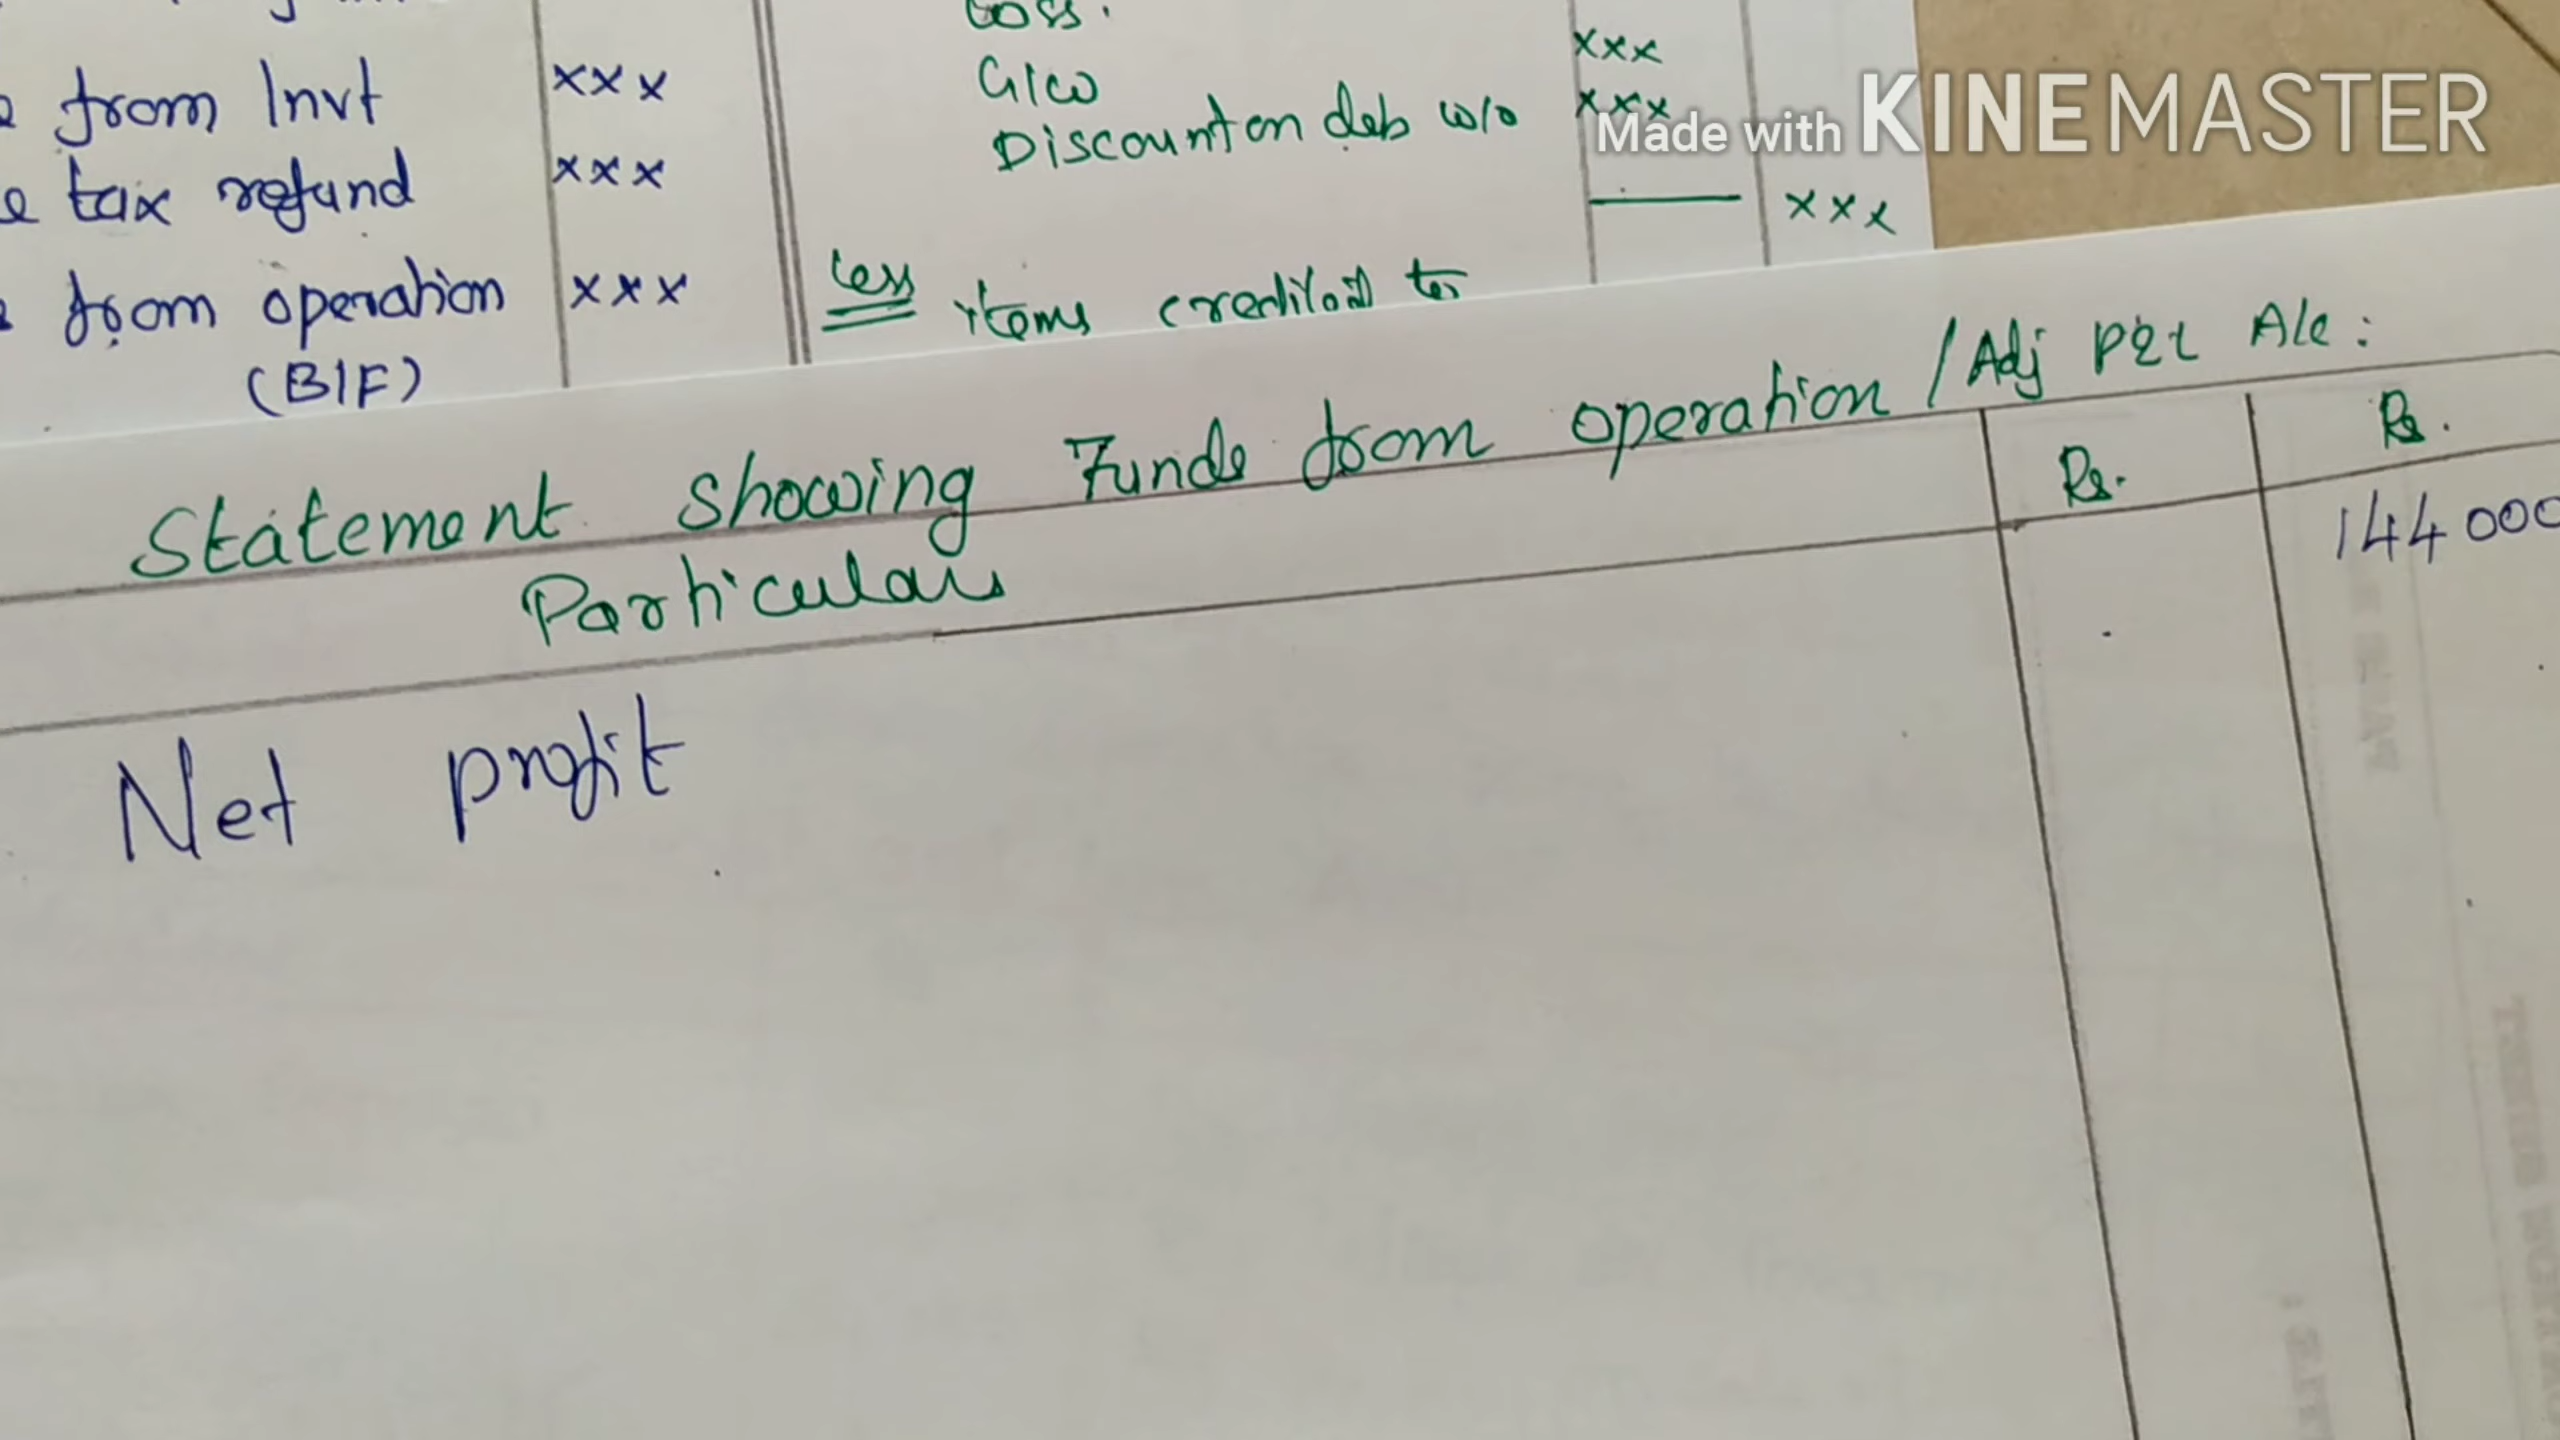 from Invt xxx
tax refund xxx
from operation xxx
(B/F)
Loss.
xxx
G/w xxx
Discount on deb w/o
xxx
Less items credited to
Made with KINEMASTER
Statement showing Funds from operation / Adj P&L A/c:
Particulars Rs. Rs.
Net profit 144000